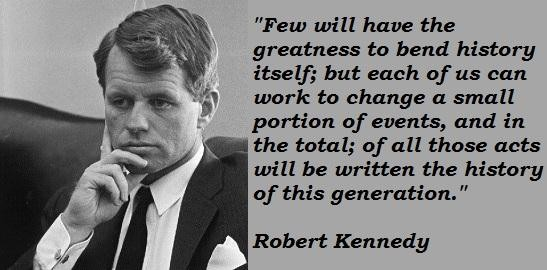 "Few will have the
greatness to bend history
itself; but each of us can
work to change a small
portion of events, and in
the total; of all those acts
will be written the history
of this generation."
Robert Kennedy